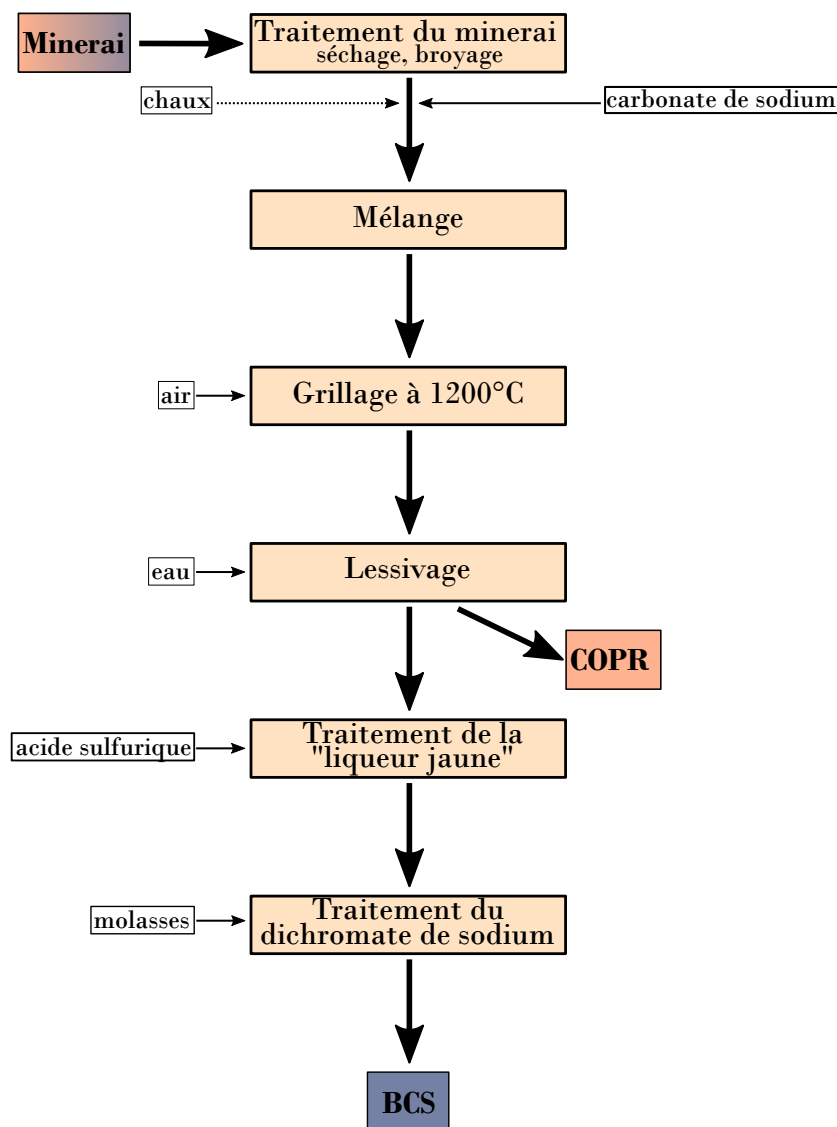 Minerai
Traitement du minerai
séchage, broyage
chaux
carbonate de sodium
Mélange
air
Grillage à 1200°C
eau
Lessivage
COPR
acide sulfurique
Traitement de la
"liqueur jaune"
molasses
Traitement du
dichromate de sodium
BCS